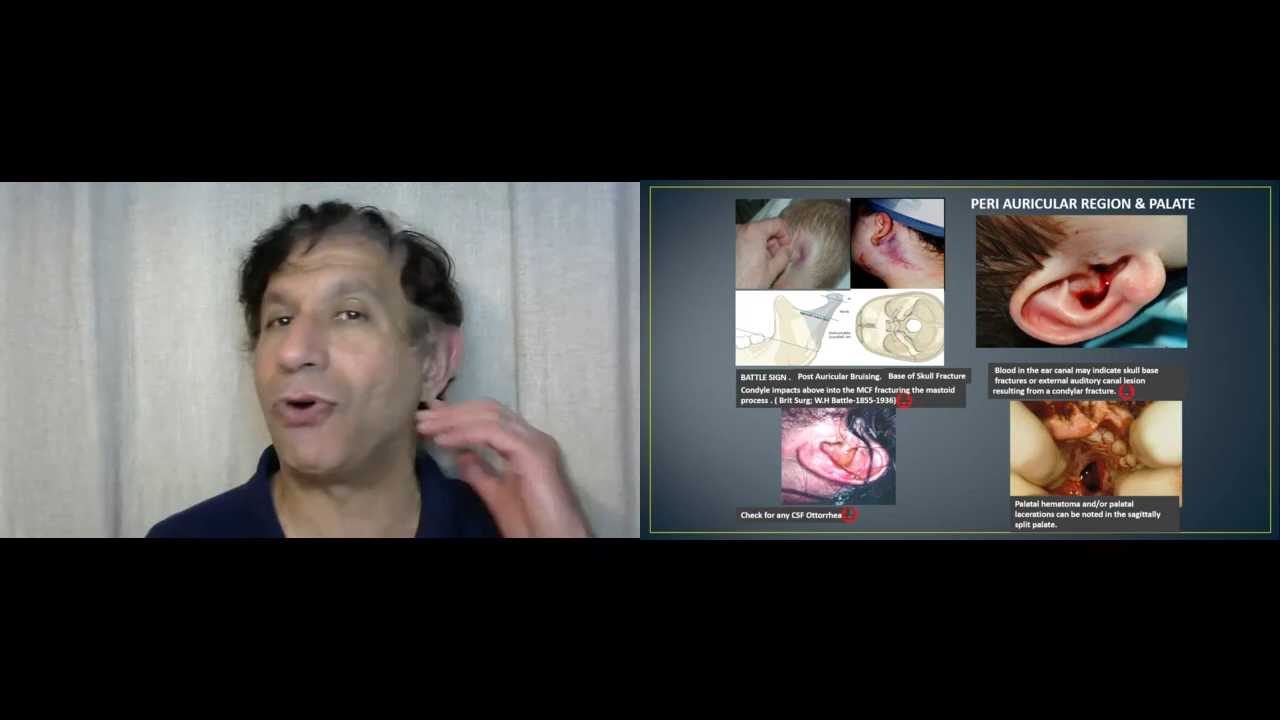 PERI AURICULAR REGION & PALATE
Neck
BATTLE SIGN . Post Auricular Bruising. Base of Skull Fracture
Condyle impacts above into the MCF fracturing the mastoid
process . ( Brit Surg; W.H Battle-1855-1936)
Blood in the ear canal may indicate skull base
fractures or external auditory canal lesion
resulting from a condylar fracture.
Check for any CSF Ottorrhea
Palatal hematoma and/or palatal
lacerations can be noted in the sagittally
split palate.